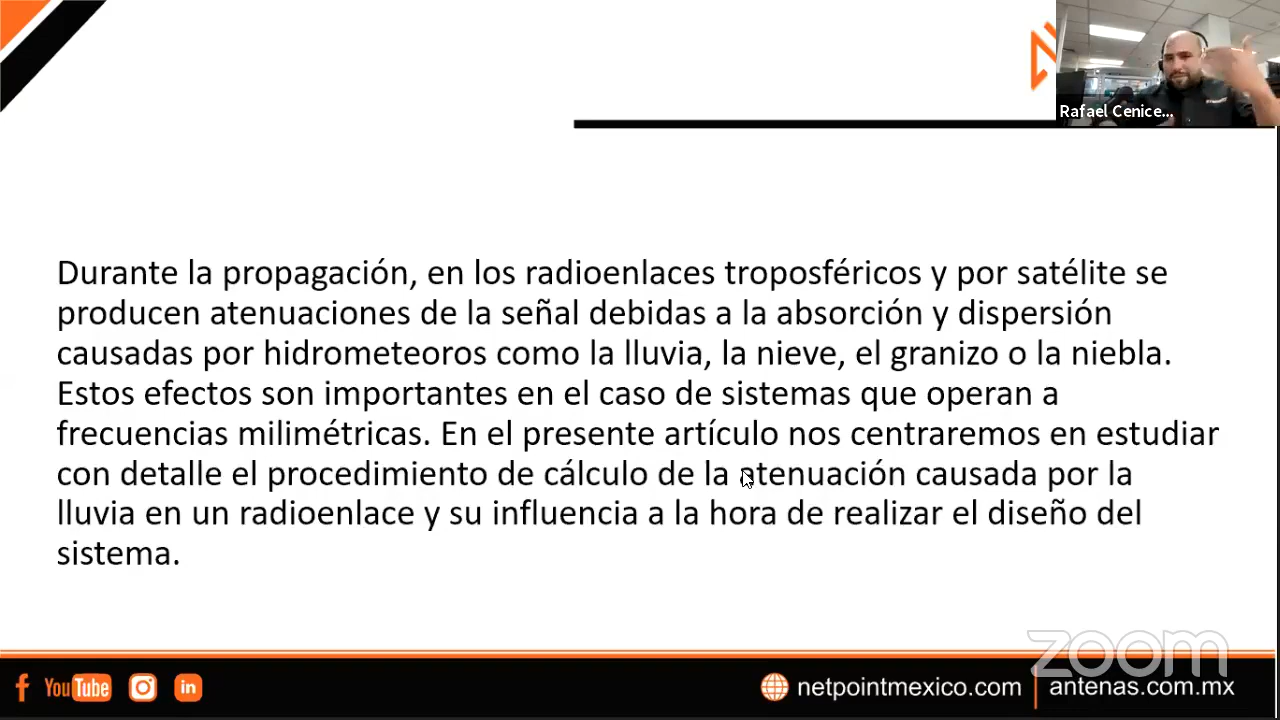 Rafael Cenice...
Durante la propagación, en los radioenlaces troposféricos y por satélite se
producen atenuaciones de la señal debidas a la absorción y dispersión
causadas por hidrometeoros como la lluvia, la nieve, el granizo o la niebla.
Estos efectos son importantes en el caso de sistemas que operan a
frecuencias milimétricas. En el presente artículo nos centraremos en estudiar
con detalle el procedimiento de cálculo de la atenuación causada por la
lluvia en un radioenlace y su influencia a la hora de realizar el diseño del
sistema.
zoom
YouTube in netpointmexico.com antenas.com.mx